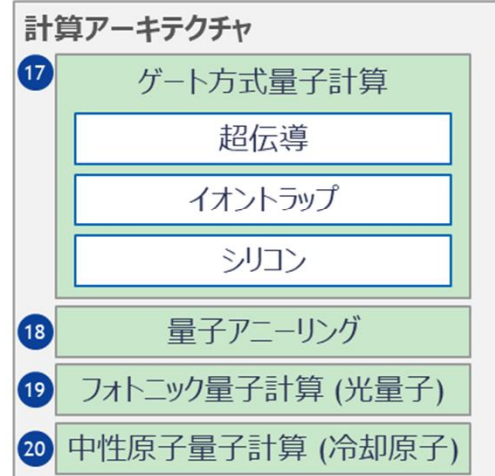 計算アーキテクチャ
17 ゲート方式量子計算
超伝導
イオントラップ
シリコン
18 量子アニーリング
19 フォトニック量子計算 (光量子)
20 中性原子量子計算 (冷却原子)